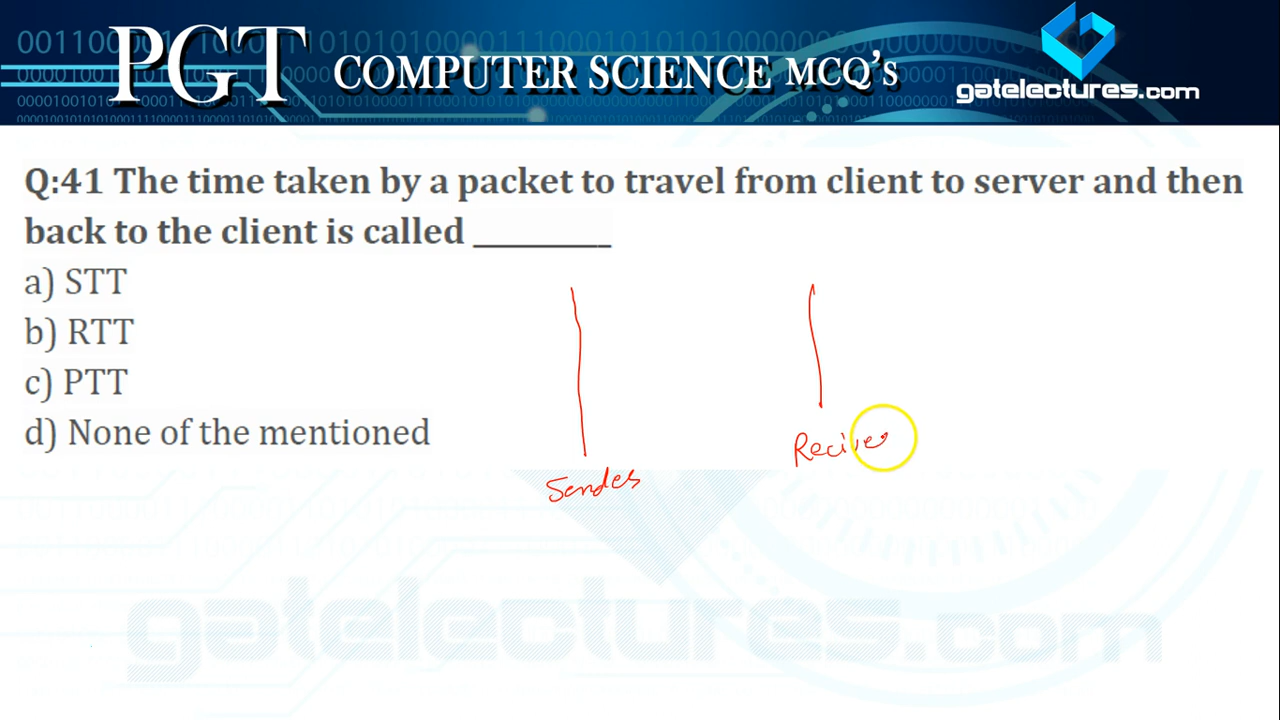 PGT COMPUTER SCIENCE MCQ's
gatelectures.com
Q:41 The time taken by a packet to travel from client to server and then
back to the client is called _________
a) STT
b) RTT
c) PTT
d) None of the mentioned
Sender
Recive
gatelectures.com